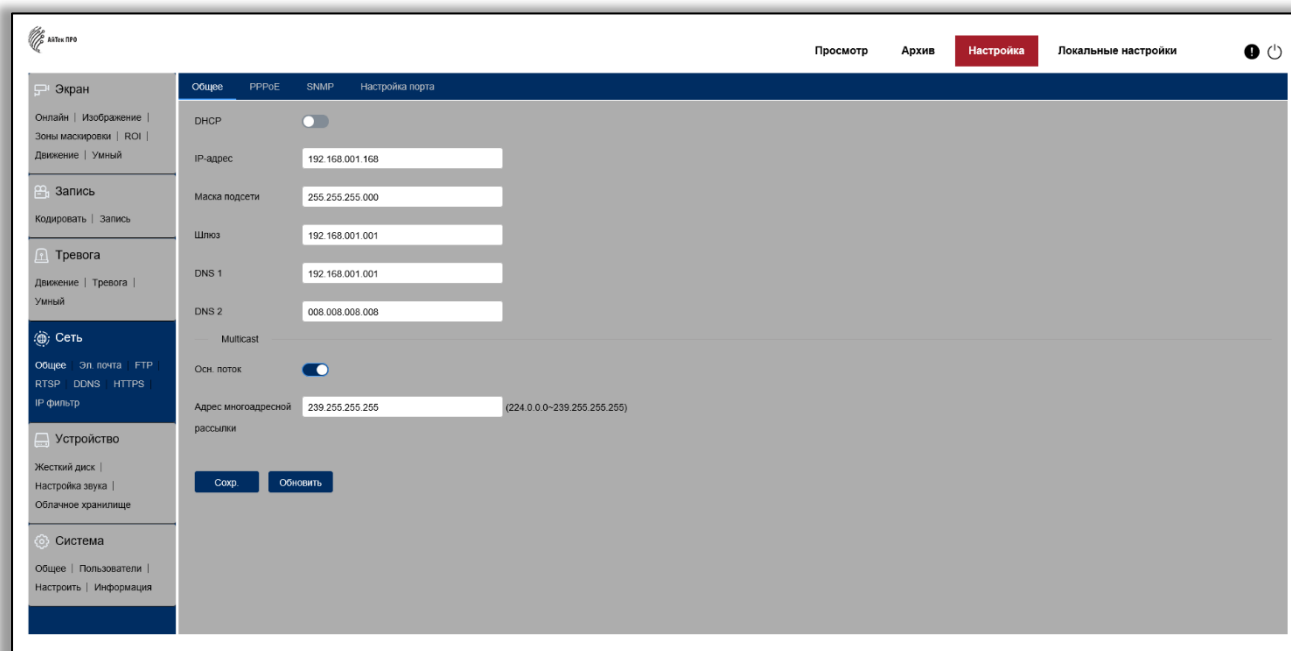 АйТек ПРО
Просмотр Архив Настройка Локальные настройки
Экран
Онлайн | Изображение |
Зоны маскировки | ROI |
Движение | Умный
Запись
Кодировать | Запись
Тревога
Движение | Тревога |
Умный
Сеть
Общее | Эл. почта | FTP |
RTSP | DDNS | HTTPS |
IP фильтр
Устройство
Жесткий диск |
Настройка звука |
Облачное хранилище
Система
Общее | Пользователи |
Настроить | Информация
Общее PPPoE SNMP Настройка порта
DHCP
IP-адрес 192.168.001.168
Маска подсети 255.255.255.000
Шлюз 192.168.001.001
DNS 1 192.168.001.001
DNS 2 008.008.008.008
Multicast
Осн. поток
Адрес многоадресной 239.255.255.255 (224.0.0.0~239.255.255.255)
рассылки
Сохр. Обновить